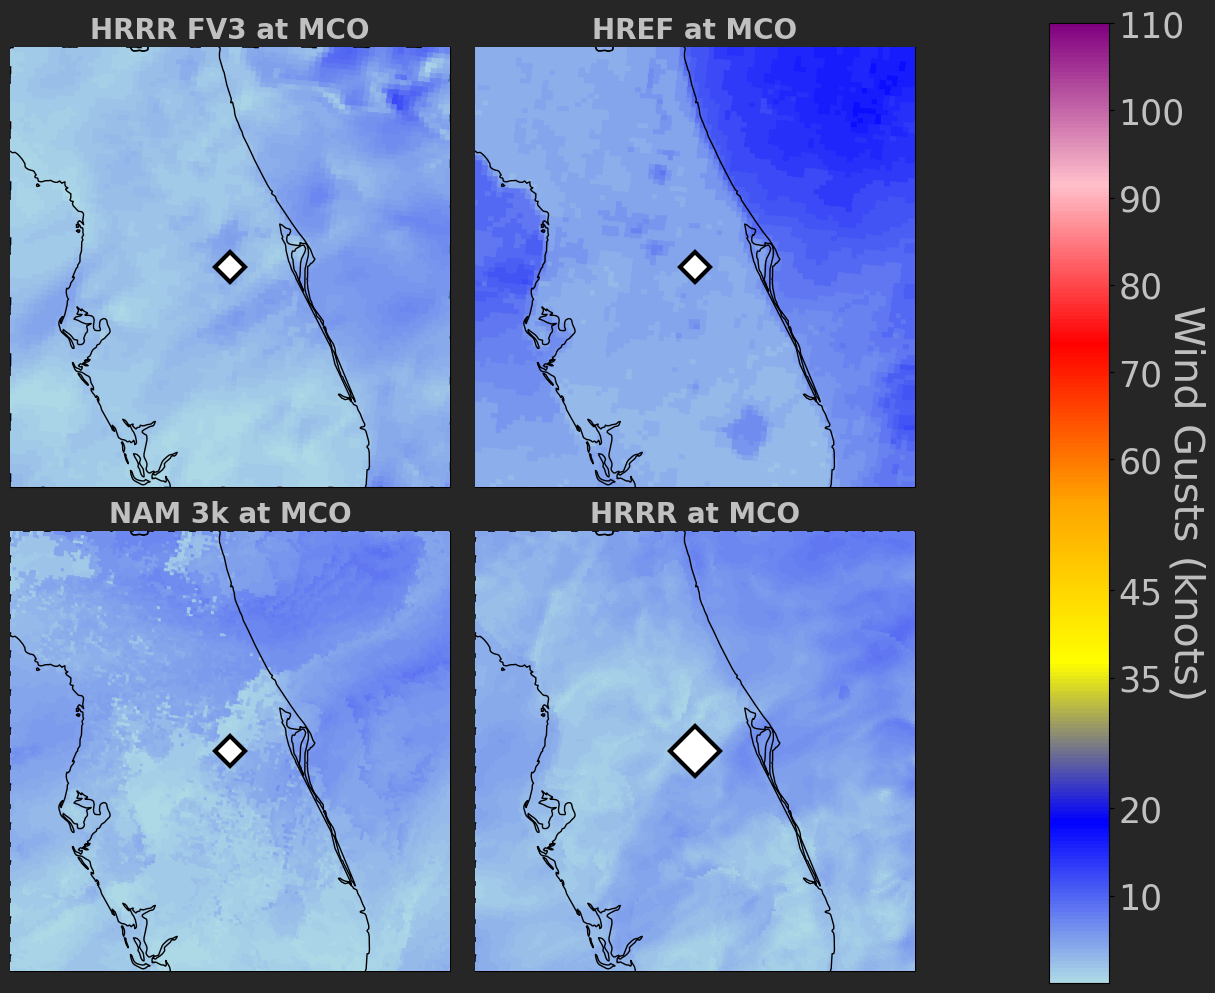 HRRR FV3 at MCO
HREF at MCO
NAM 3k at MCO
HRRR at MCO
110
100
90
80
70
60
45
35
20
10
Wind Gusts (knots)